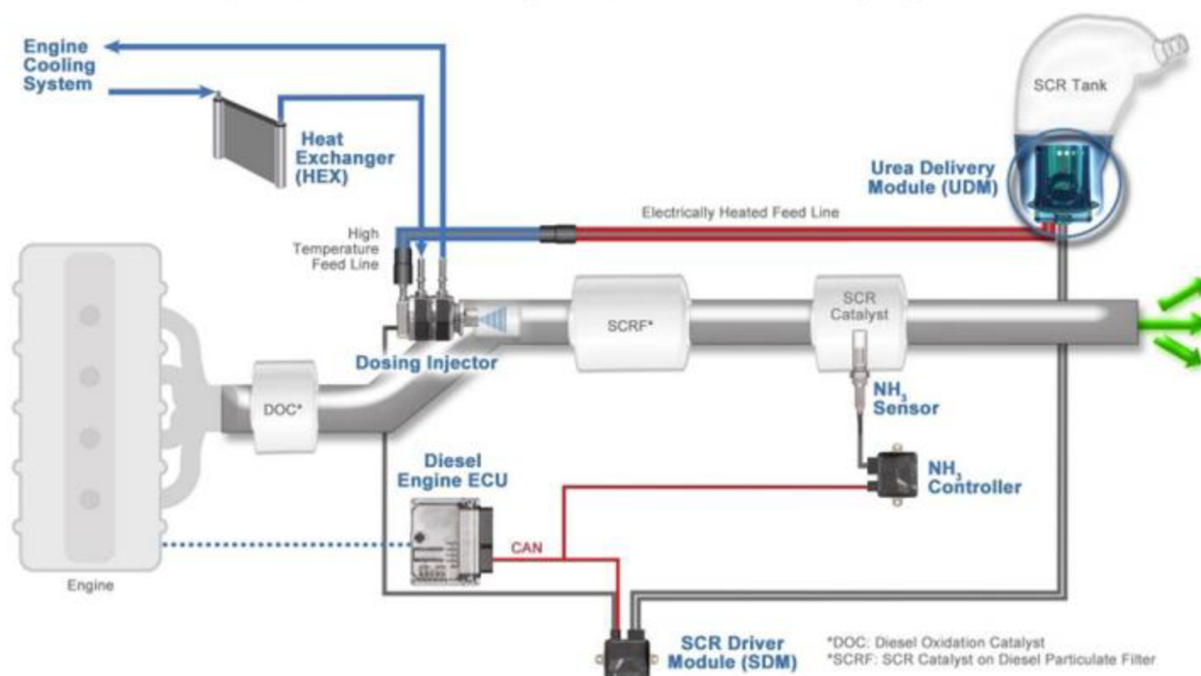 Engine
Cooling
System
Heat
Exchanger
(HEX)
SCR Tank
Urea Delivery
Module (UDM)
Electrically Heated Feed Line
High
Temperature
Feed Line
SCR
Catalyst
SCRF*
Dosing Injector
DOC*
NH3
Sensor
Diesel
Engine ECU
NH3
Controller
CAN
Engine
SCR Driver
Module (SDM)
*DOC: Diesel Oxidation Catalyst
*SCRF: SCR Catalyst on Diesel Particulate Filter